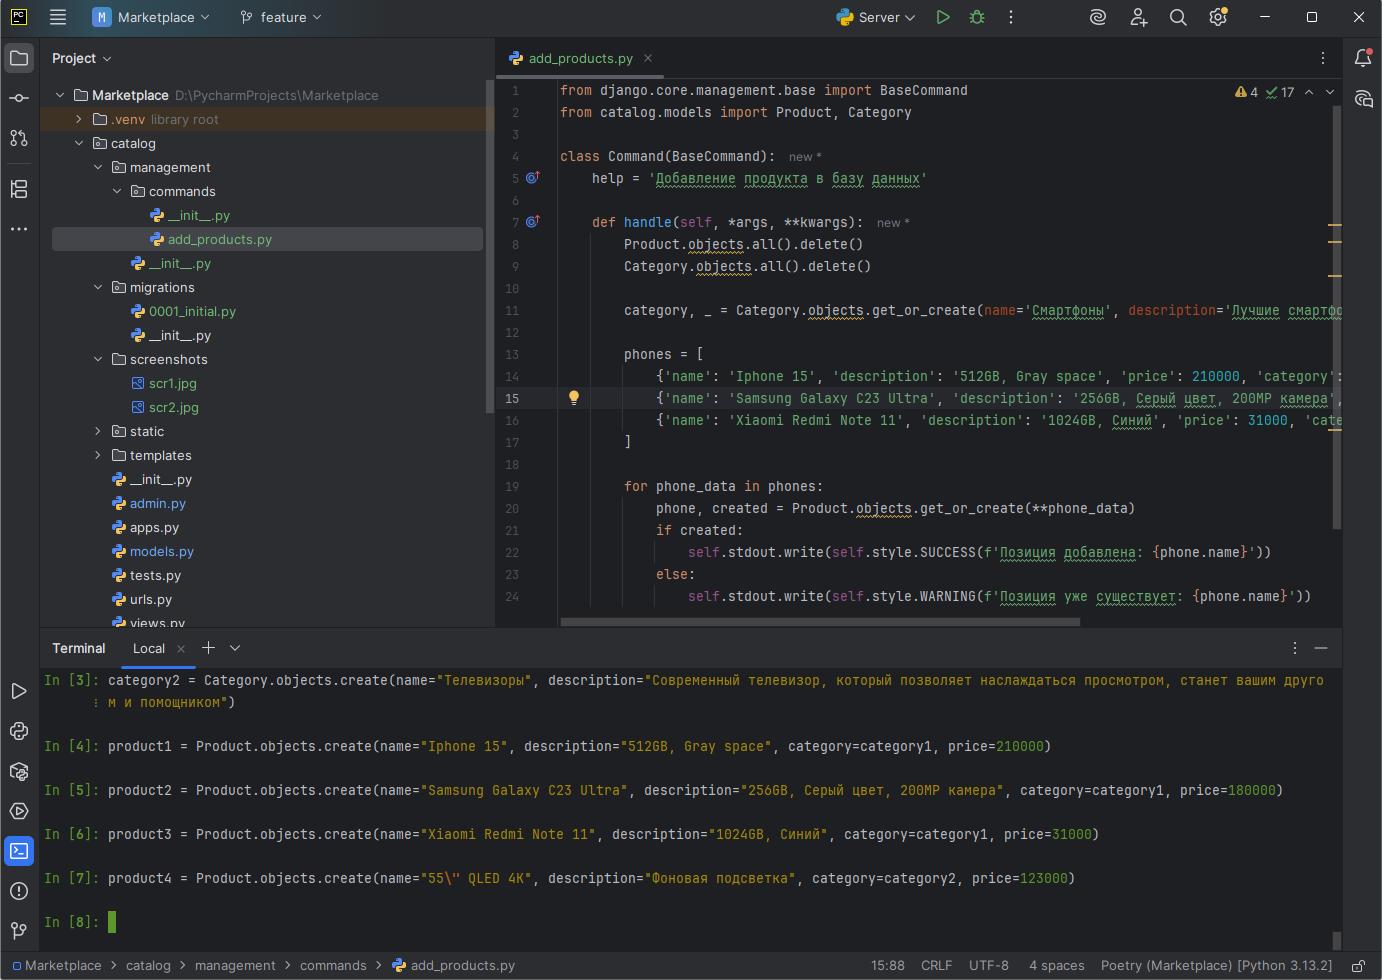 PC
M Marketplace
feature
Server
Project
Marketplace D:\PycharmProjects\Marketplace
.venv library root
catalog
management
commands
__init__.py
add_products.py
__init__.py
migrations
0001_initial.py
__init__.py
screenshots
scr1.jpg
scr2.jpg
static
templates
__init__.py
admin.py
apps.py
models.py
tests.py
urls.py
views.py
add_products.py
4 17
1 from django.core.management.base import BaseCommand
2 from catalog.models import Product, Category
3
4 class Command(BaseCommand): new *
5 help = 'Добавление продукта в базу данных'
6
7 def handle(self, *args, **kwargs): new *
8 Product.objects.all().delete()
9 Category.objects.all().delete()
10
11 category, _ = Category.objects.get_or_create(name='Смартфоны', description='Лучшие смартфо
12
13 phones = [
14 {'name': 'Iphone 15', 'description': '512GB, Gray space', 'price': 210000, 'category':
15 {'name': 'Samsung Galaxy C23 Ultra', 'description': '256GB, Серый цвет, 200MP камера',
16 {'name': 'Xiaomi Redmi Note 11', 'description': '1024GB, Синий', 'price': 31000, 'cate
17 ]
18
19 for phone_data in phones:
20 phone, created = Product.objects.get_or_create(**phone_data)
21 if created:
22 self.stdout.write(self.style.SUCCESS(f'Позиция добавлена: {phone.name}'))
23 else:
24 self.stdout.write(self.style.WARNING(f'Позиция уже существует: {phone.name}'))
Terminal Local
In [3]: category2 = Category.objects.create(name="Телевизоры", description="Современный телевизор, который позволяет наслаждаться просмотром, станет вашим друго
м и помощником")
In [4]: product1 = Product.objects.create(name="Iphone 15", description="512GB, Gray space", category=category1, price=210000)
In [5]: product2 = Product.objects.create(name="Samsung Galaxy C23 Ultra", description="256GB, Серый цвет, 200MP камера", category=category1, price=180000)
In [6]: product3 = Product.objects.create(name="Xiaomi Redmi Note 11", description="1024GB, Синий", category=category1, price=31000)
In [7]: product4 = Product.objects.create(name="55\" QLED 4K", description="Фоновая подсветка", category=category2, price=123000)
In [8]:
Marketplace > catalog > management > commands > add_products.py
15:88 CRLF UTF-8 4 spaces Poetry (Marketplace) [Python 3.13.2]